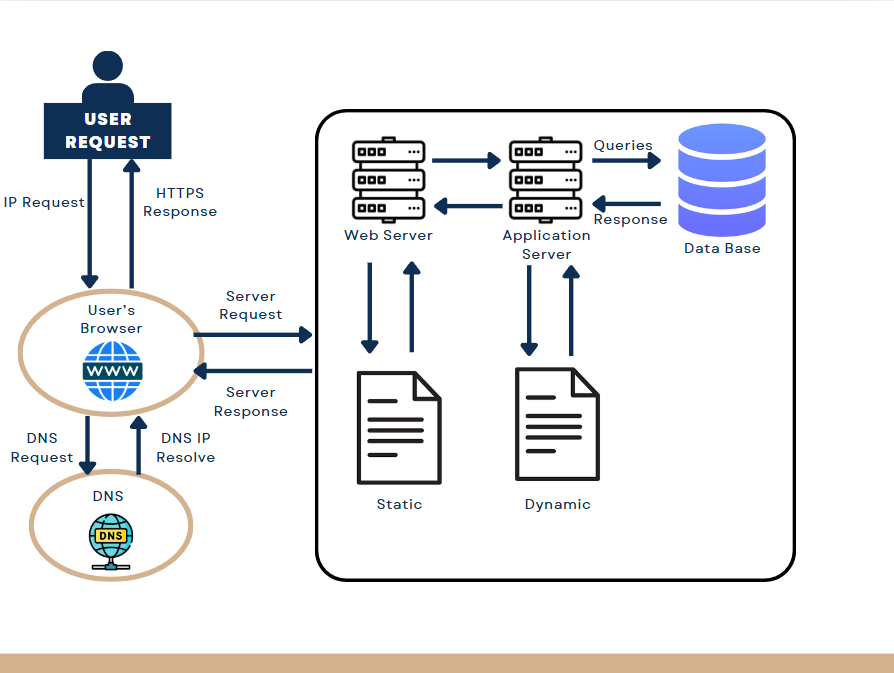 USER
REQUEST
IP Request
HTTPS
Response
User's
Browser
WWW
Server
Request
Server
Response
DNS
Request
DNS IP
Resolve
DNS
DNS
Web Server
Application
Server
Queries
Response
Data Base
Static
Dynamic